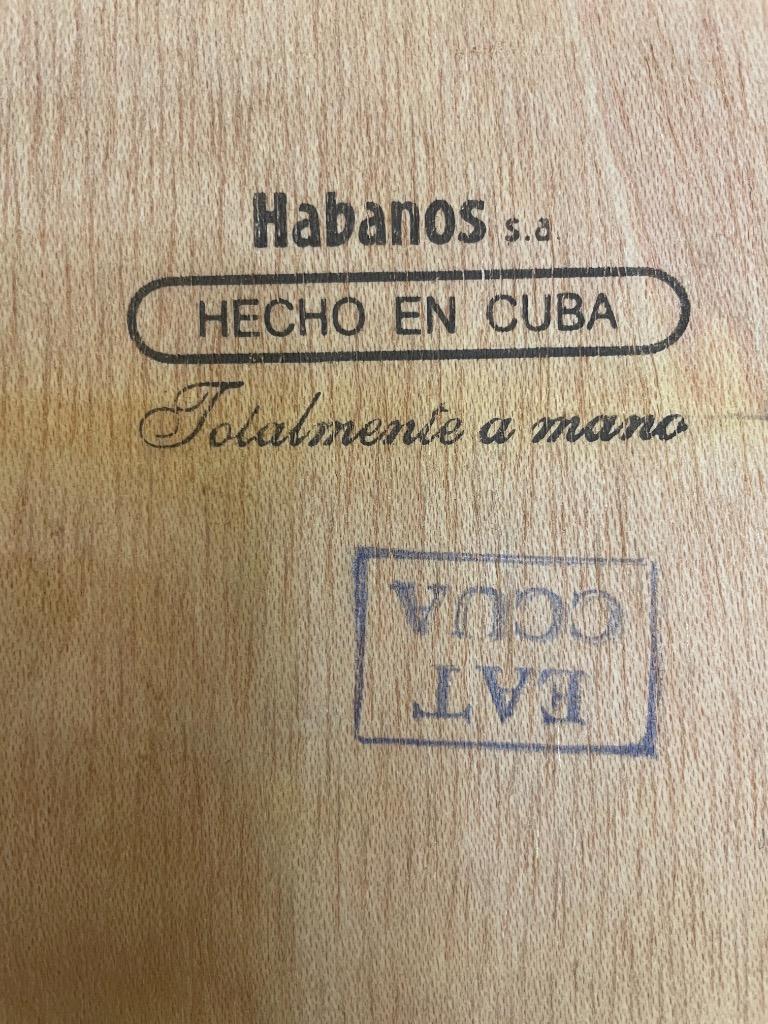 Habanos s.a.
HECHO EN CUBA
Totalmente a mano
EAT
CCUA